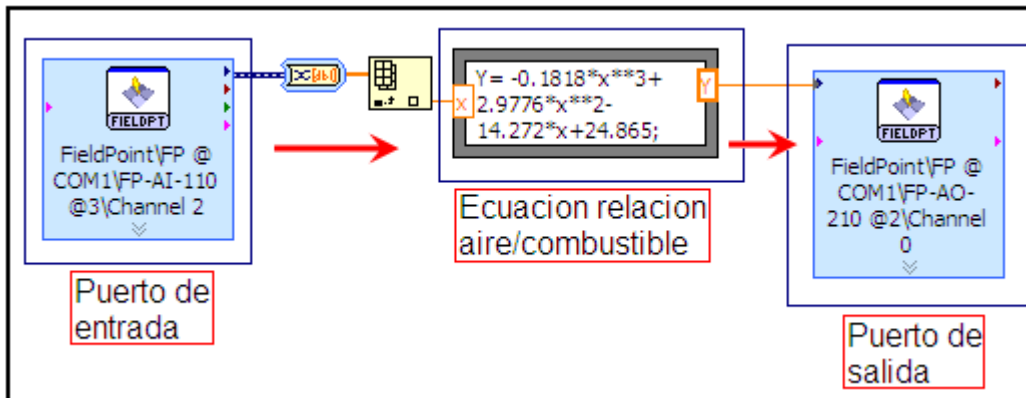 FIELDPT
FieldPoint\FP @
COM1\FP-AI-110
@3\Channel 2
Puerto de
entrada
X
Y= -0.1818*x**3+
2.9776*x**2-
14.272*x+24.865;
Y
Ecuacion relacion
aire/combustible
FIELDPT
FieldPoint\FP @
COM1\FP-AO-
210 @2\Channel
0
Puerto de
salida